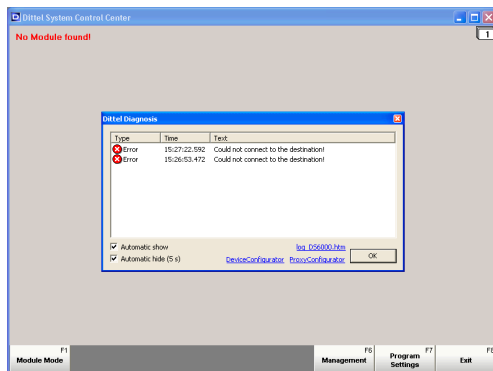 Dittel System Control Center
No Module found!
1
Dittel Diagnosis
Type Time Text
Error 15:27:22.592 Could not connect to the destination!
Error 15:26:53.472 Could not connect to the destination!
Automatic show
log_DS6000.htm
Automatic hide (5 s)
DeviceConfigurator ProxyConfigurator
OK
F1
Module Mode
F6
Management
F7
Program
Settings
F8
Exit